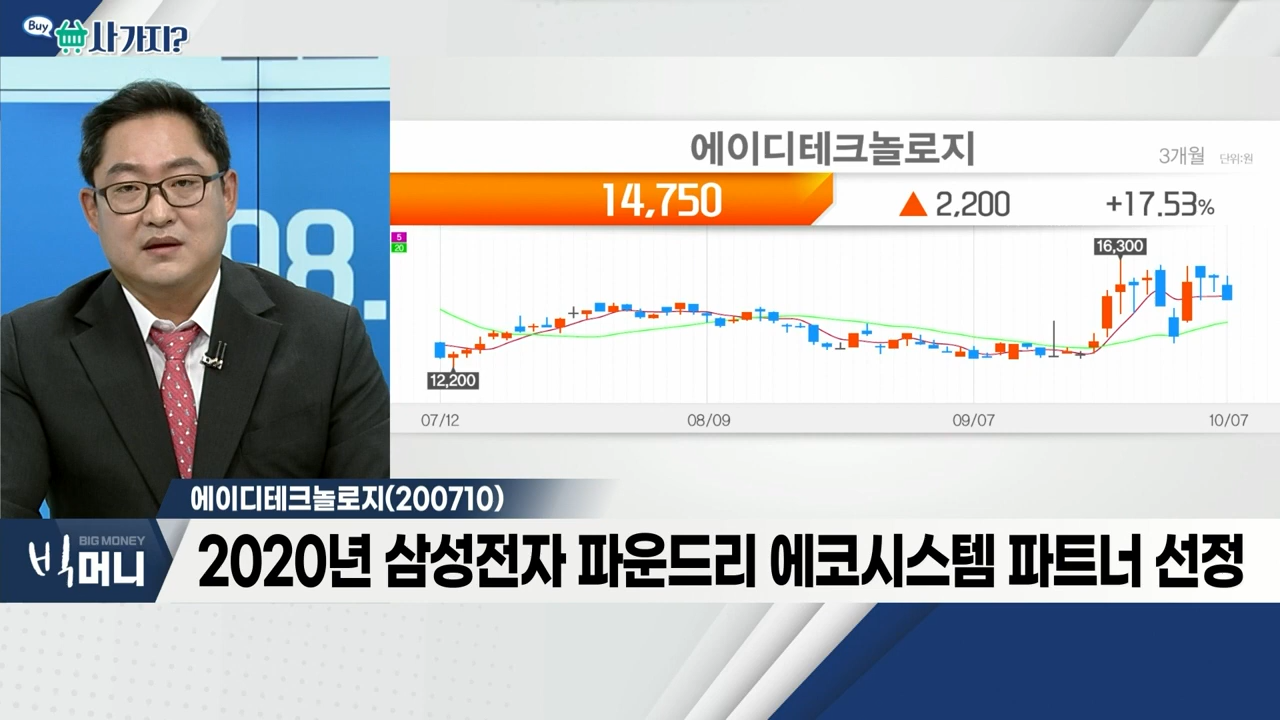 Buy
사가지?
98.
에이디테크놀로지
3개월 단위:원
14,750 ▲ 2,200 +17.53%
5
20
16,300
12,200
07/12 08/09 09/07 10/07
에이디테크놀로지(200710)
BIG MONEY
빅머니
2020년 삼성전자 파운드리 에코시스템 파트너 선정